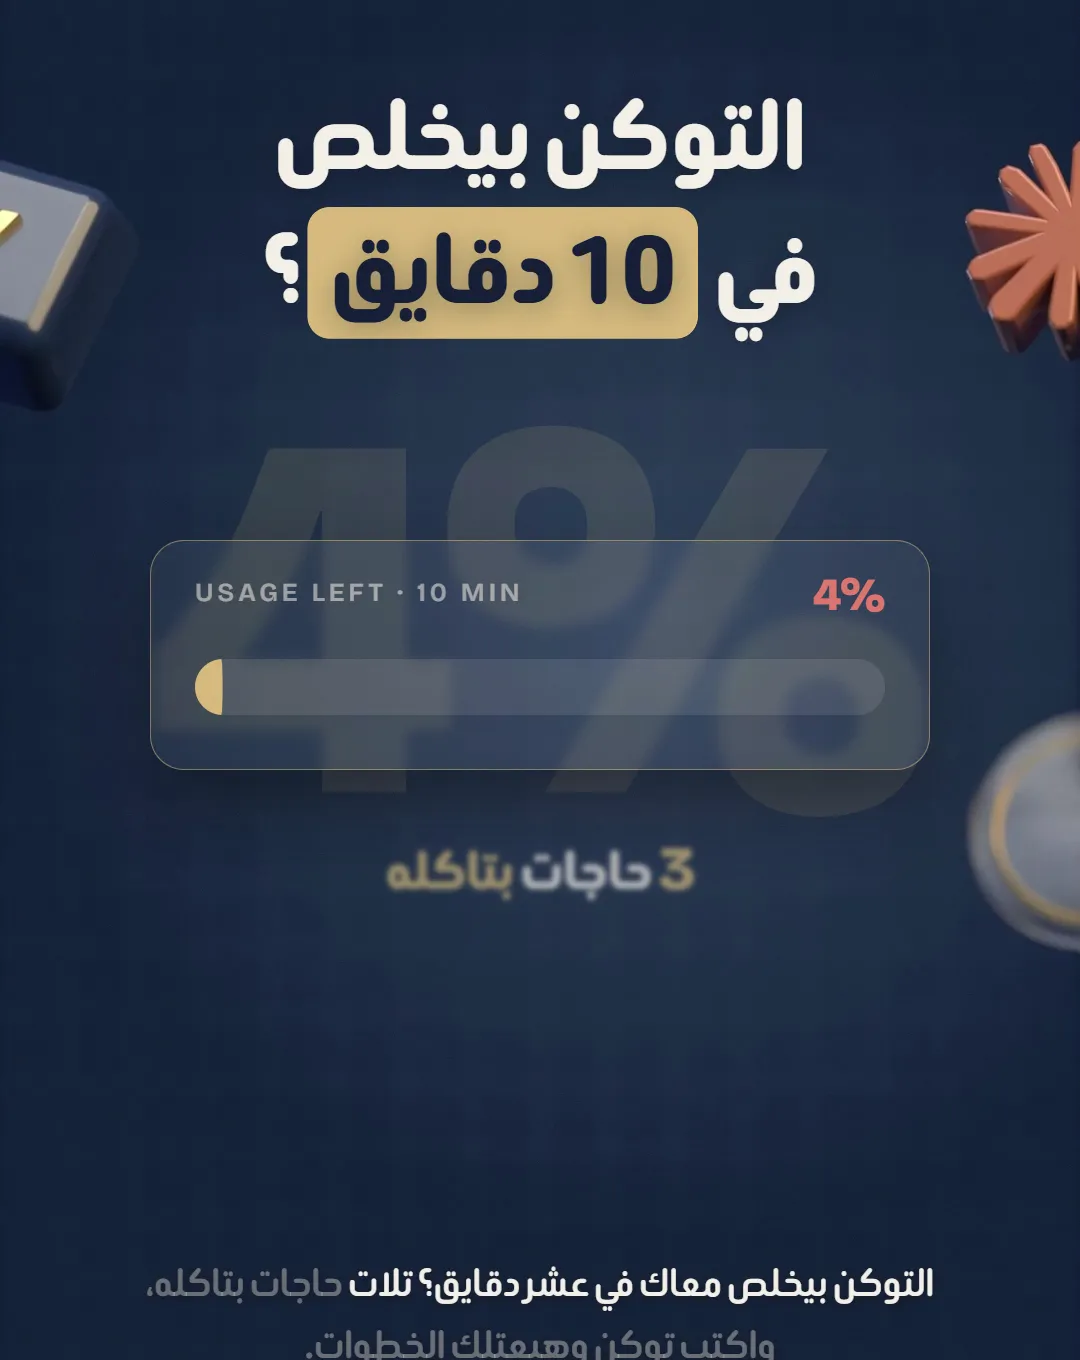 التوكن بيخلص
في 10 دقايق؟
4%
USAGE LEFT · 10 MIN 4%
3 حاجات بتاكله
التوكن بيخلص معاك في عشر دقايق؟ تلات حاجات بتاكله،
واكتب توكن وهبعتلك الخطوات.